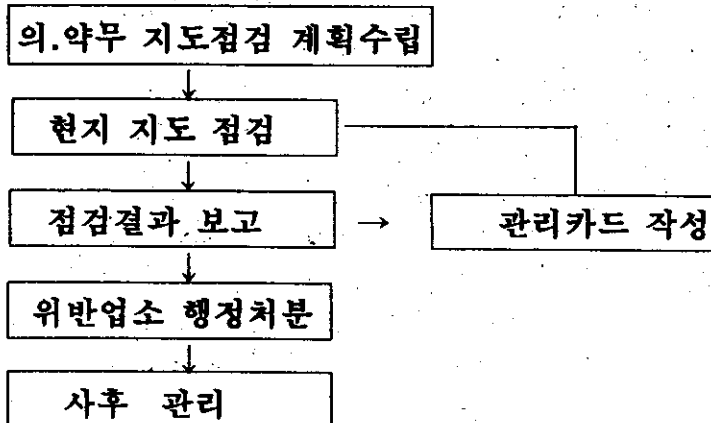 의.약무 지도점검 계획수립
현지 지도 점검
점검결과 보고 → 관리카드 작성
위반업소 행정처분
사후 관리